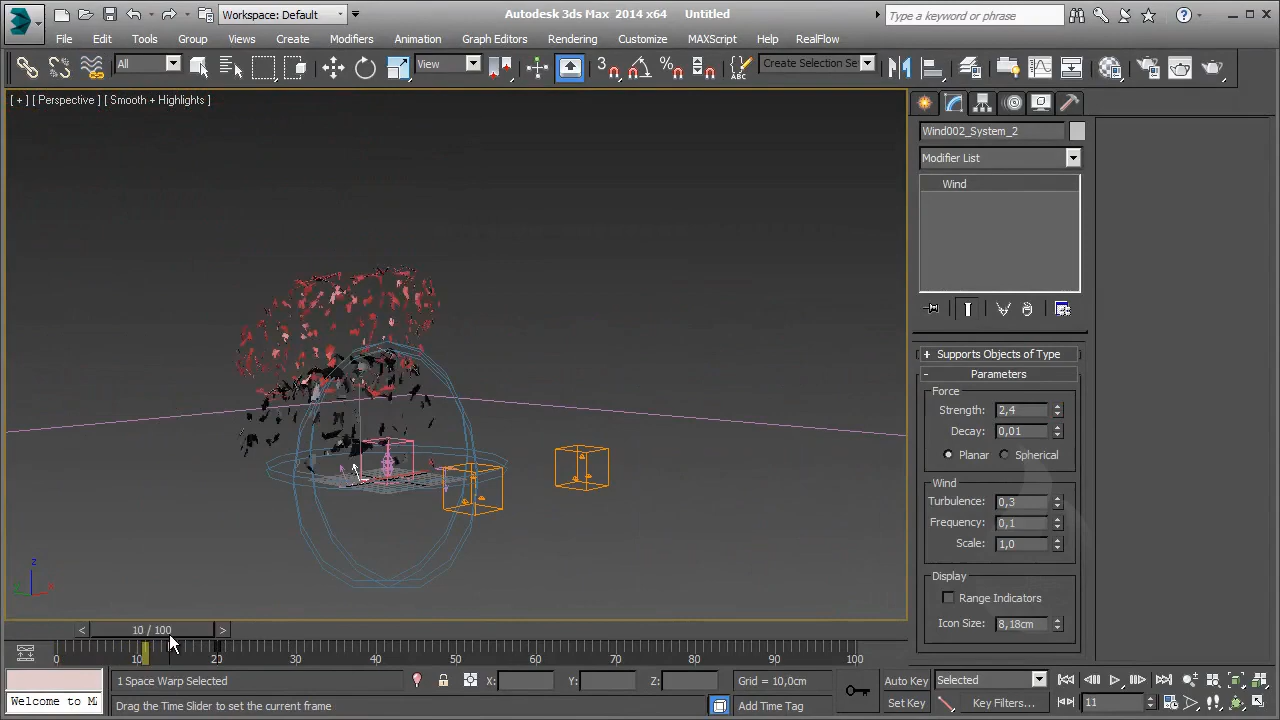 Workspace: Default
Autodesk 3ds Max 2014 x64 Untitled
Type a keyword or phrase
File Edit Tools Group Views Create Modifiers Animation Graph Editors Rendering Customize MAXScript Help RealFlow
All
View
3
%
ABC
Create Selection Se
[ + ] [ Perspective ] [ Smooth + Highlights ]
Wind002_System_2
Modifier List
Wind
+ Supports Objects of Type
- Parameters
Force
Strength: 2,4
Decay: 0,01
Planar Spherical
Wind
Turbulence: 0,3
Frequency: 0,1
Scale: 1,0
Display
Range Indicators
Icon Size: 8,18cm
z
< 10 / 100 >
0 10 20 30 40 50 60 70 80 90 100
1 Space Warp Selected
X: Y: Z:
Grid = 10,0cm
Auto Key
Selected
Welcome to M
Drag the Time Slider to set the current frame
Add Time Tag
Set Key
Key Filters...
11